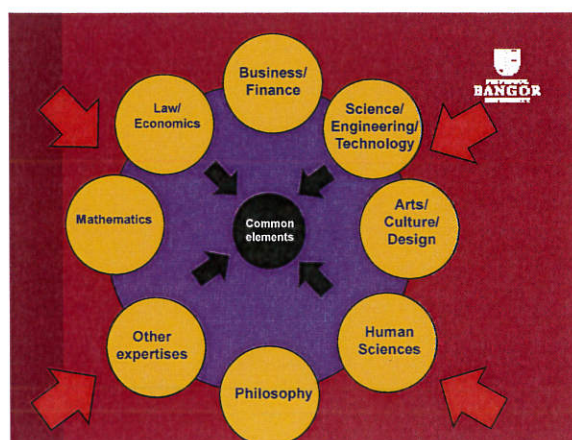 Business/
Finance
Law/
Economics
Science/
Engineering/
Technology
BANGOR
Mathematics
Common
elements
Arts/
Culture/
Design
Other
expertises
Human
Sciences
Philosophy